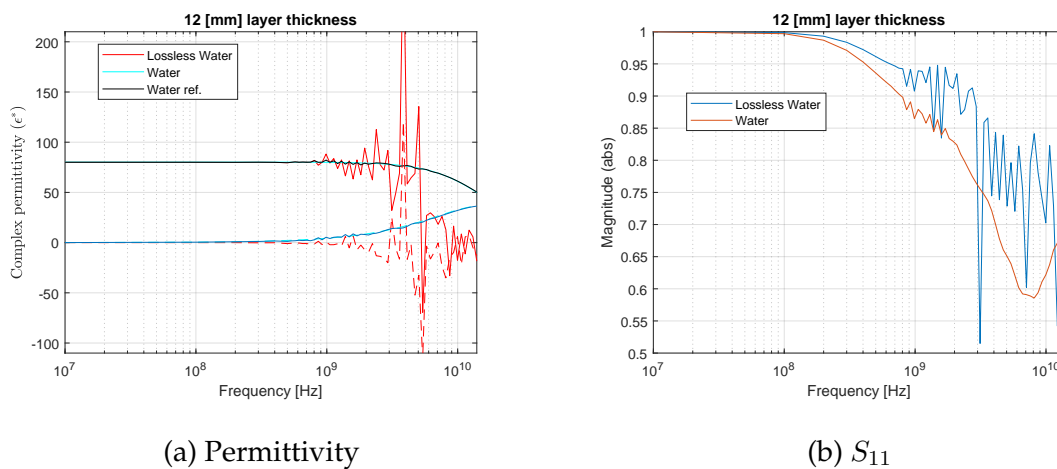 12 [mm] layer thickness
Complex permittivity (ϵ*)
200
150
100
50
0
-50
-100
Lossless Water
Water
Water ref.
10^7
10^8
10^9
10^10
Frequency [Hz]
(a) Permittivity
12 [mm] layer thickness
Magnitude (abs)
1
0.95
0.9
0.85
0.8
0.75
0.7
0.65
0.6
0.55
0.5
Lossless Water
Water
10^7
10^8
10^9
10^10
Frequency [Hz]
(b) S₁₁